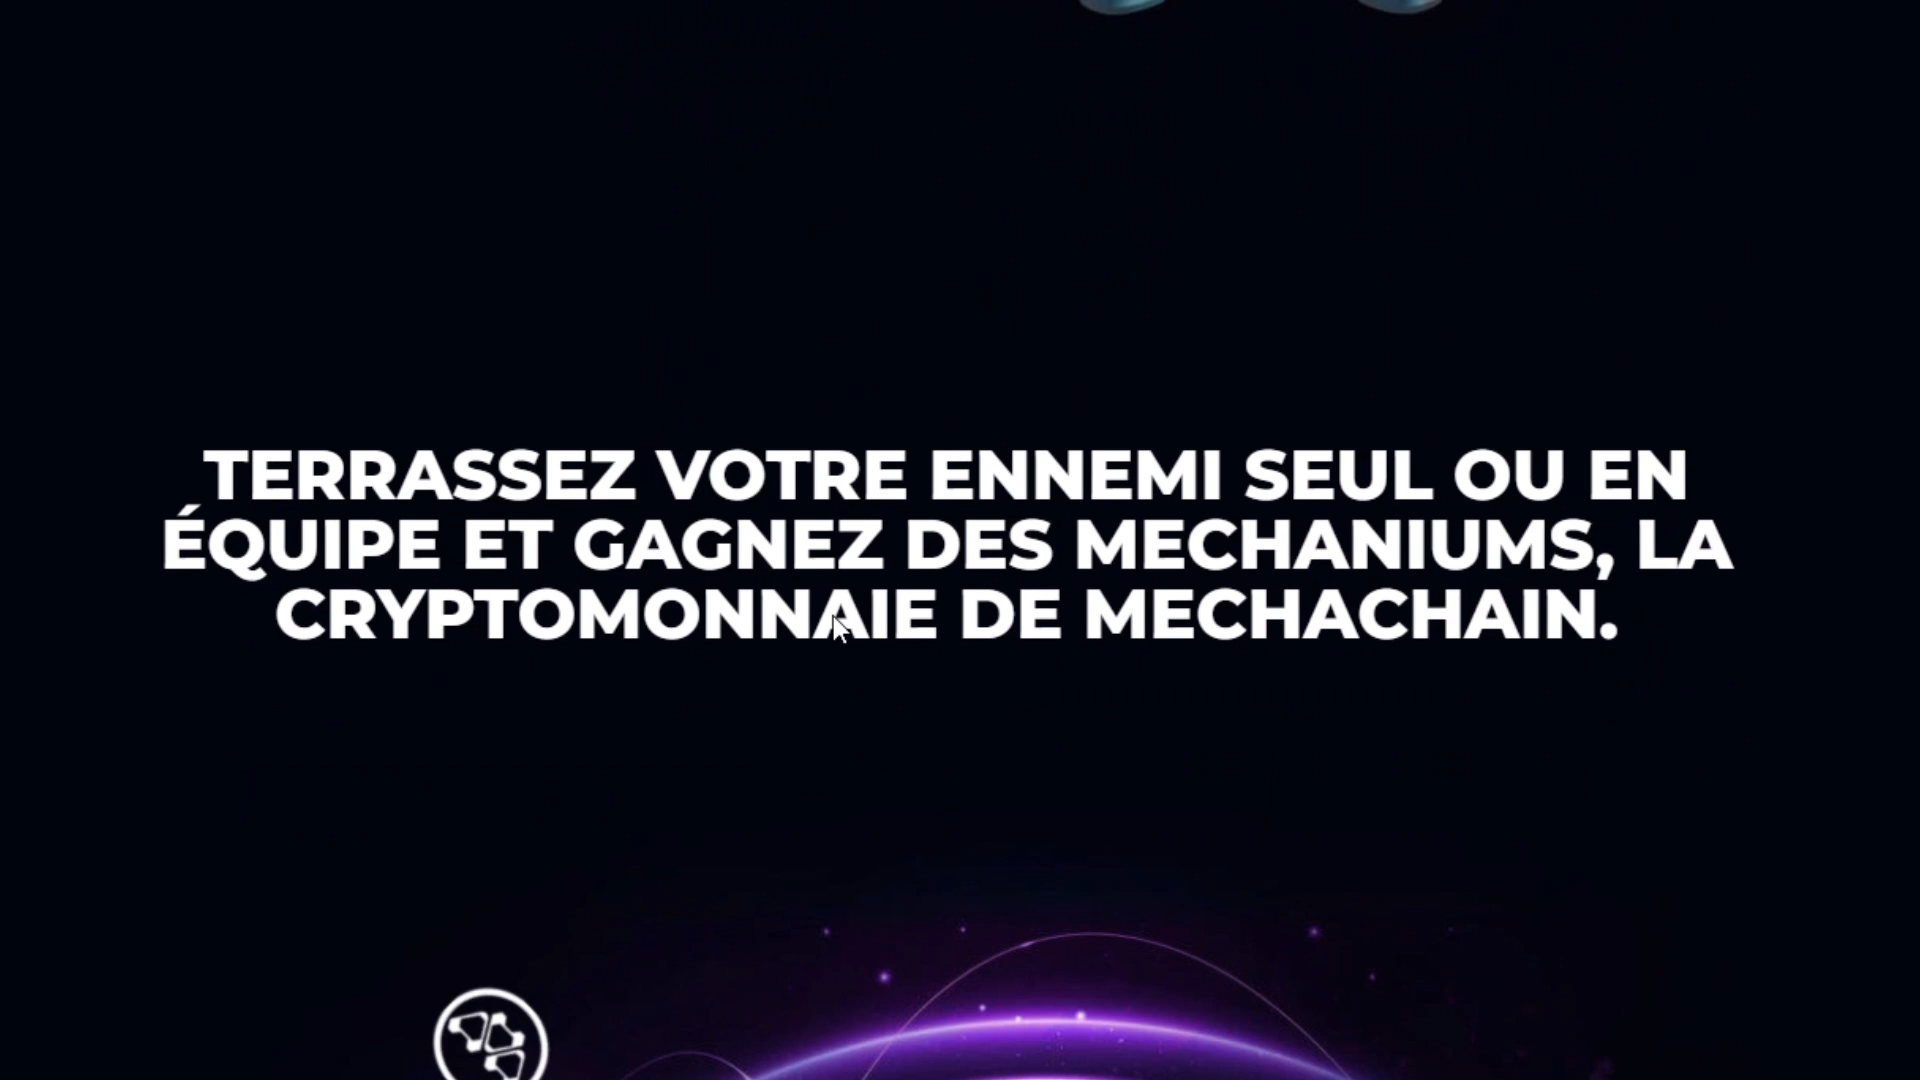 TERRASSEZ VOTRE ENNEMI SEUL OU EN
ÉQUIPE ET GAGNEZ DES MECHANIUMS, LA
CRYPTOMONNAIE DE MECHACHAIN.